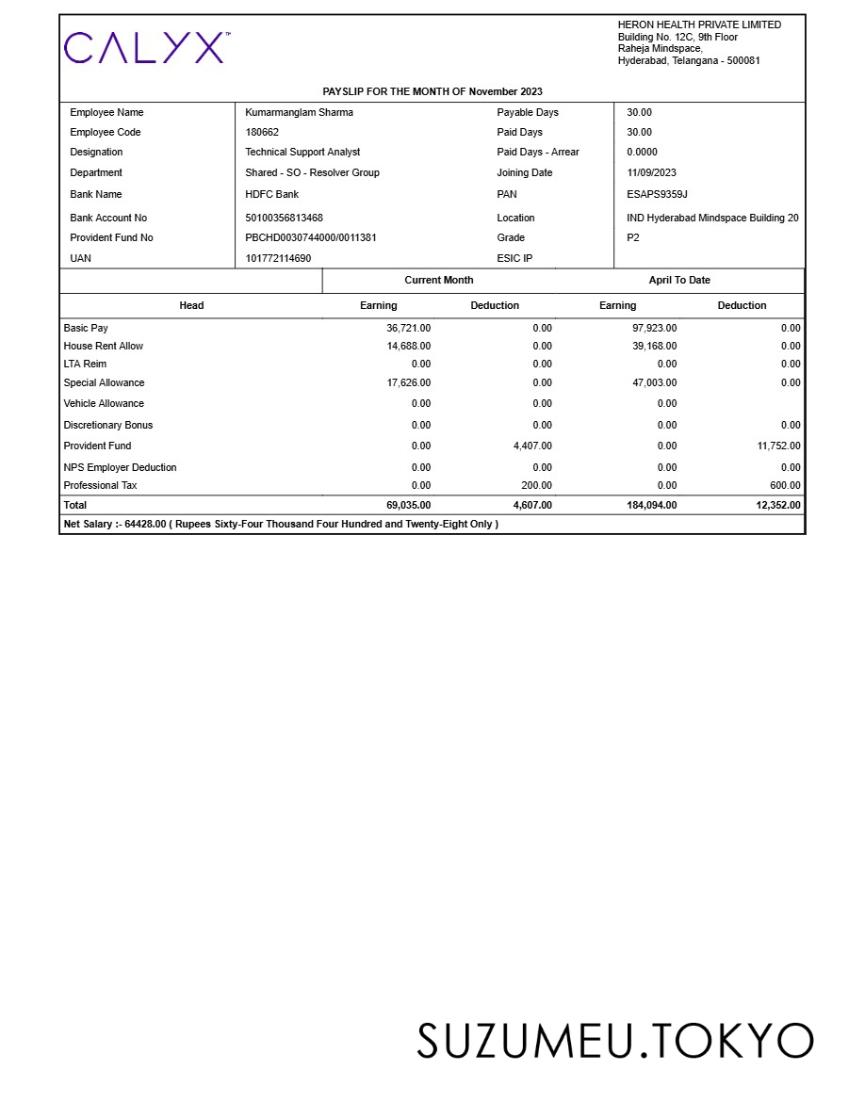 CALYX™
HERON HEALTH PRIVATE LIMITED
Building No. 12C, 9th Floor
Raheja Mindspace,
Hyderabad, Telangana - 500081
PAYSLIP FOR THE MONTH OF November 2023
Employee Name Kumarmanglam Sharma Payable Days 30.00
Employee Code 180662 Paid Days 30.00
Designation Technical Support Analyst Paid Days - Arrear 0.0000
Department Shared - SO - Resolver Group Joining Date 11/09/2023
Bank Name HDFC Bank PAN ESAPS9359J
Bank Account No 50100356813468 Location IND Hyderabad Mindspace Building 20
Provident Fund No PBCHD0030744000/0011381 Grade P2
UAN 101772114690 ESIC IP
Current Month April To Date
Head Earning Deduction Earning Deduction
Basic Pay 36,721.00 0.00 97,923.00 0.00
House Rent Allow 14,688.00 0.00 39,168.00 0.00
LTA Reim 0.00 0.00 0.00 0.00
Special Allowance 17,626.00 0.00 47,003.00 0.00
Vehicle Allowance 0.00 0.00 0.00
Discretionary Bonus 0.00 0.00 0.00 0.00
Provident Fund 0.00 4,407.00 0.00 11,752.00
NPS Employer Deduction 0.00 0.00 0.00 0.00
Professional Tax 0.00 200.00 0.00 600.00
Total 69,035.00 4,607.00 184,094.00 12,352.00
Net Salary :- 64428.00 ( Rupees Sixty-Four Thousand Four Hundred and Twenty-Eight Only )
SUZUMEU.TOKYO